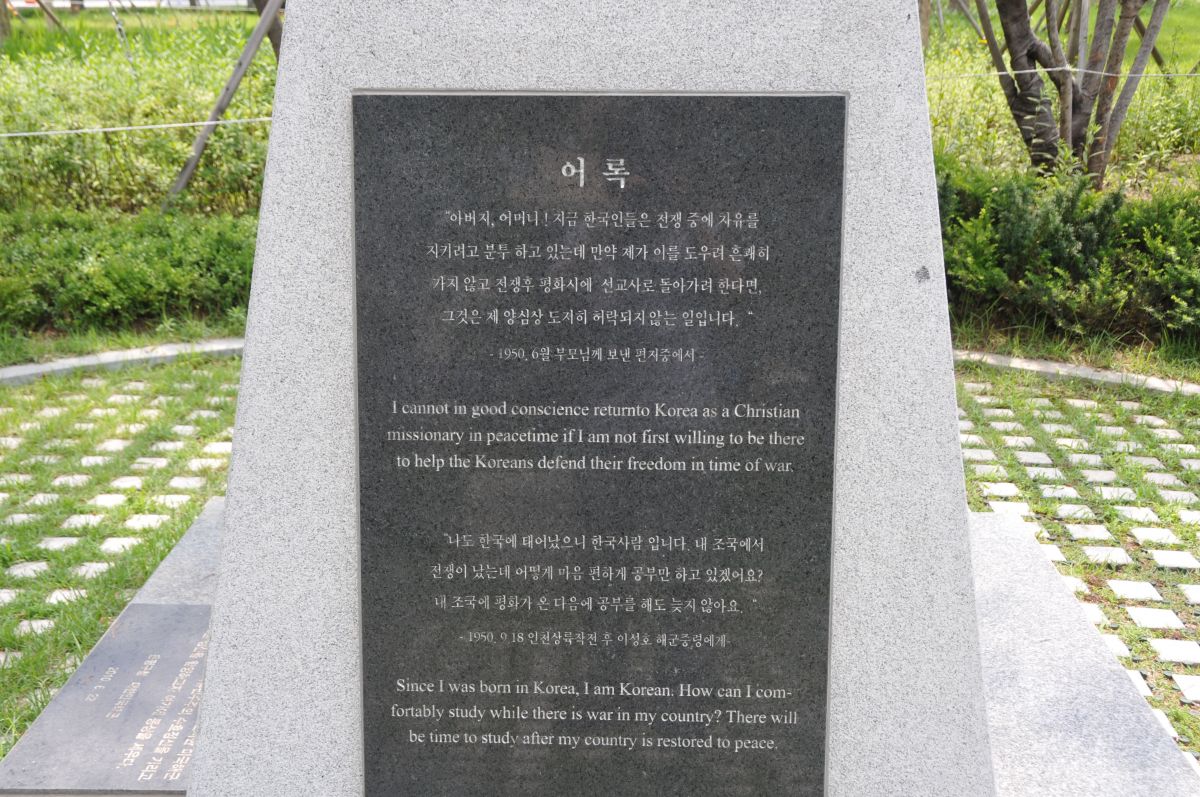 어 록
"아버지, 어머니! 지금 한국인들은 전쟁 중에 자유를
지키려고 분투 하고 있는데 만약 제가 이를 도우려 흔쾌히
가지 않고 전쟁후 평화시에 선교사로 돌아가려 한다면,
그것은 제 양심상 도저히 허락되지 않는 일입니다. "
- 1950. 6월 부모님께 보낸 편지중에서 -
I cannot in good conscience returnto Korea as a Christian
missionary in peacetime if I am not first willing to be there
to help the Koreans defend their freedom in time of war.
"나도 한국에 태어났으니 한국사람 입니다. 내 조국에서
전쟁이 났는데 어떻게 마음 편하게 공부만 하고 있겠어요?
내 조국에 평화가 온 다음에 공부를 해도 늦지 않아요. "
- 1950. 9.18 인천상륙작전 후 이성호 해군중령에게-
Since I was born in Korea, I am Korean. How can I com-
fortably study while there is war in my country? There will
be time to study after my country is restored to peace.
기리고
동상을 세우다.
2010. 6. 22